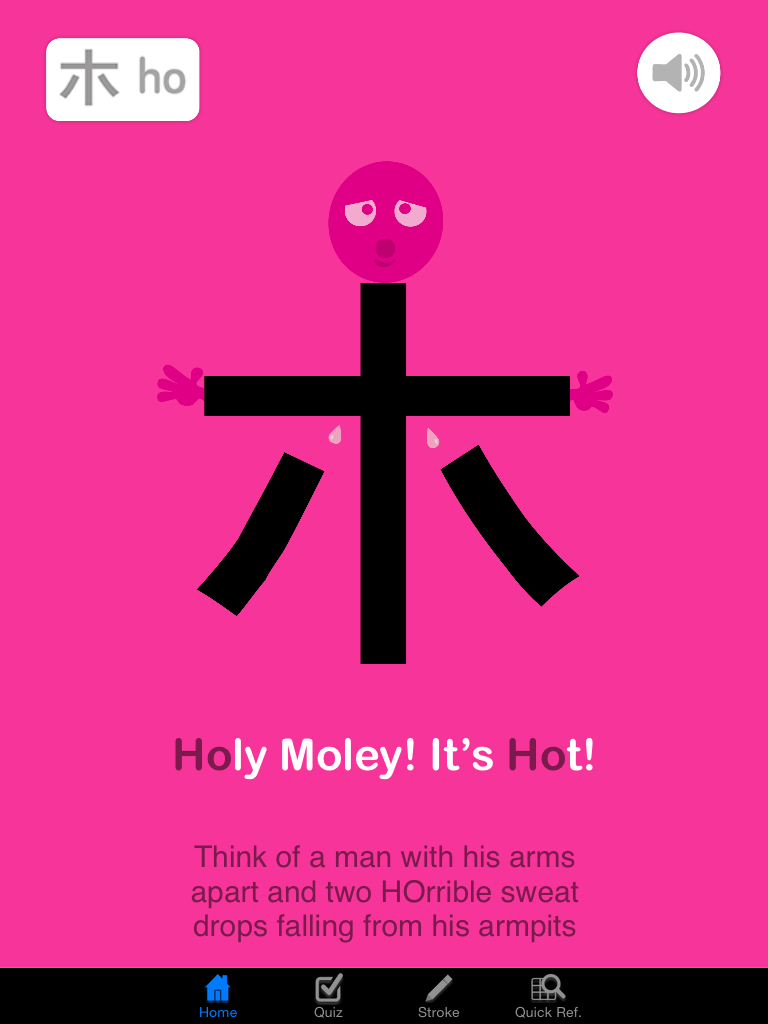 ホ ho
ホ
Holy Moley! It's Hot!
Think of a man with his arms
apart and two HOrrible sweat
drops falling from his armpits
Home Quiz Stroke Quick Ref.